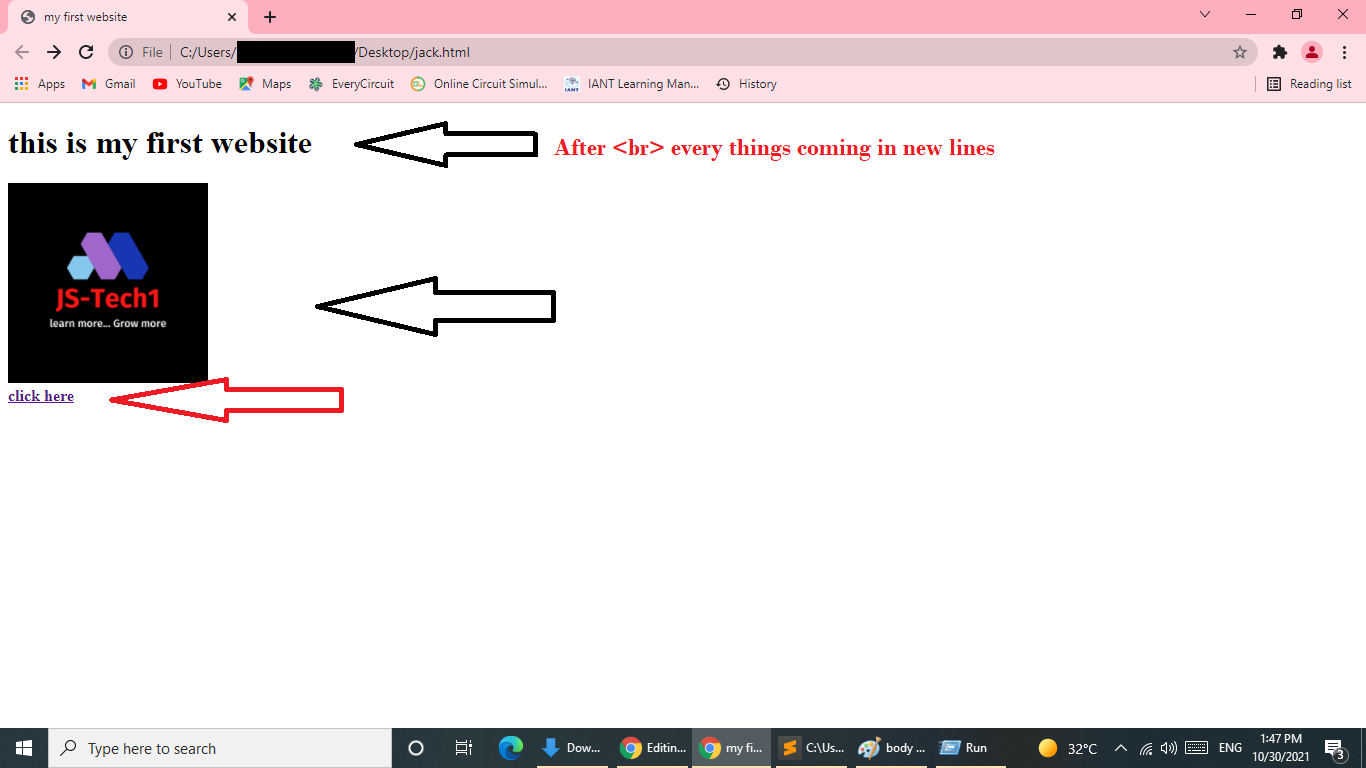 my first website
File C:/Users/ /Desktop/jack.html
Apps Gmail YouTube Maps EveryCircuit Online Circuit Simul... IANT Learning Man... History Reading list
this is my first website
After <br> every things coming in new lines
JS-Tech1
learn more... Grow more
click here
Type here to search Dow... Editin... my fi... C:\Us... body ... Run 32°C ENG 1:47 PM
10/30/2021 3